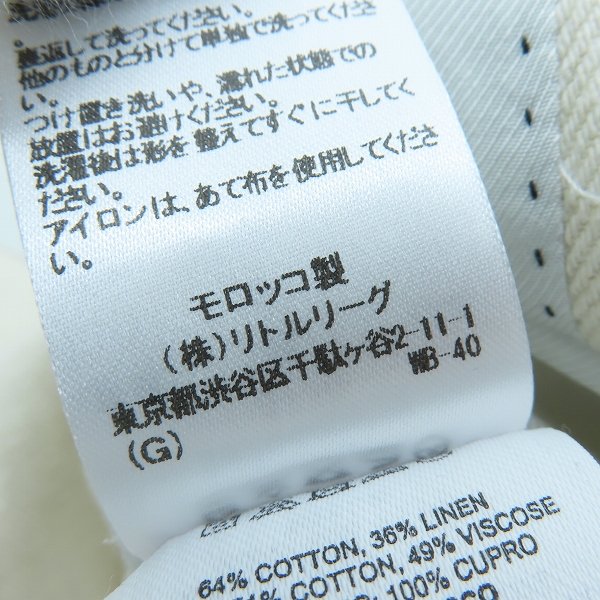 ださい。
裏返して洗ってください。
他のものと分けて単独で洗ってくださ
い。
つけ置き洗いや、濡れた状態での
放置はお避けください。
洗濯後は形を整えてすぐに干してく
ださい。
アイロンは、あて布を使用してくださ
い。
モロッコ製
(株)リトルリーグ
東京都渋谷区千駄ヶ谷2-11-1
WB-40
(G)
64% COTTON, 36% LINEN
51% COTTON, 49% VISCOSE
100% CUPRO